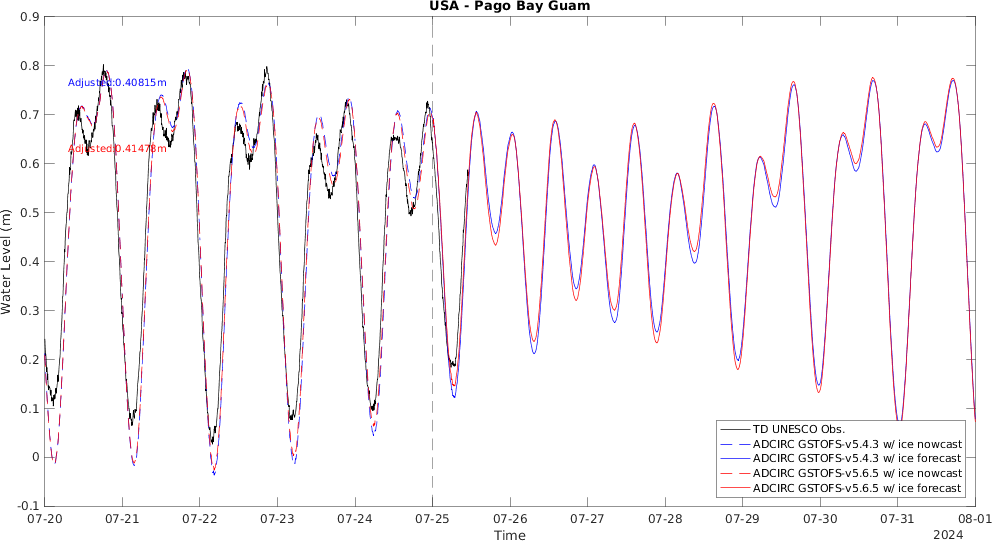 USA - Pago Bay Guam
0.9
0.8
Adjusted:0.40815m
0.7
Adjusted:0.41478m
0.6
0.5
Water Level (m)
0.4
0.3
0.2
0.1
0
-0.1
TD UNESCO Obs.
ADCIRC GSTOFS-v5.4.3 w/ ice nowcast
ADCIRC GSTOFS-v5.4.3 w/ ice forecast
ADCIRC GSTOFS-v5.6.5 w/ ice nowcast
ADCIRC GSTOFS-v5.6.5 w/ ice forecast
07-20 07-21 07-22 07-23 07-24 07-25 07-26 07-27 07-28 07-29 07-30 07-31 08-01
Time
2024